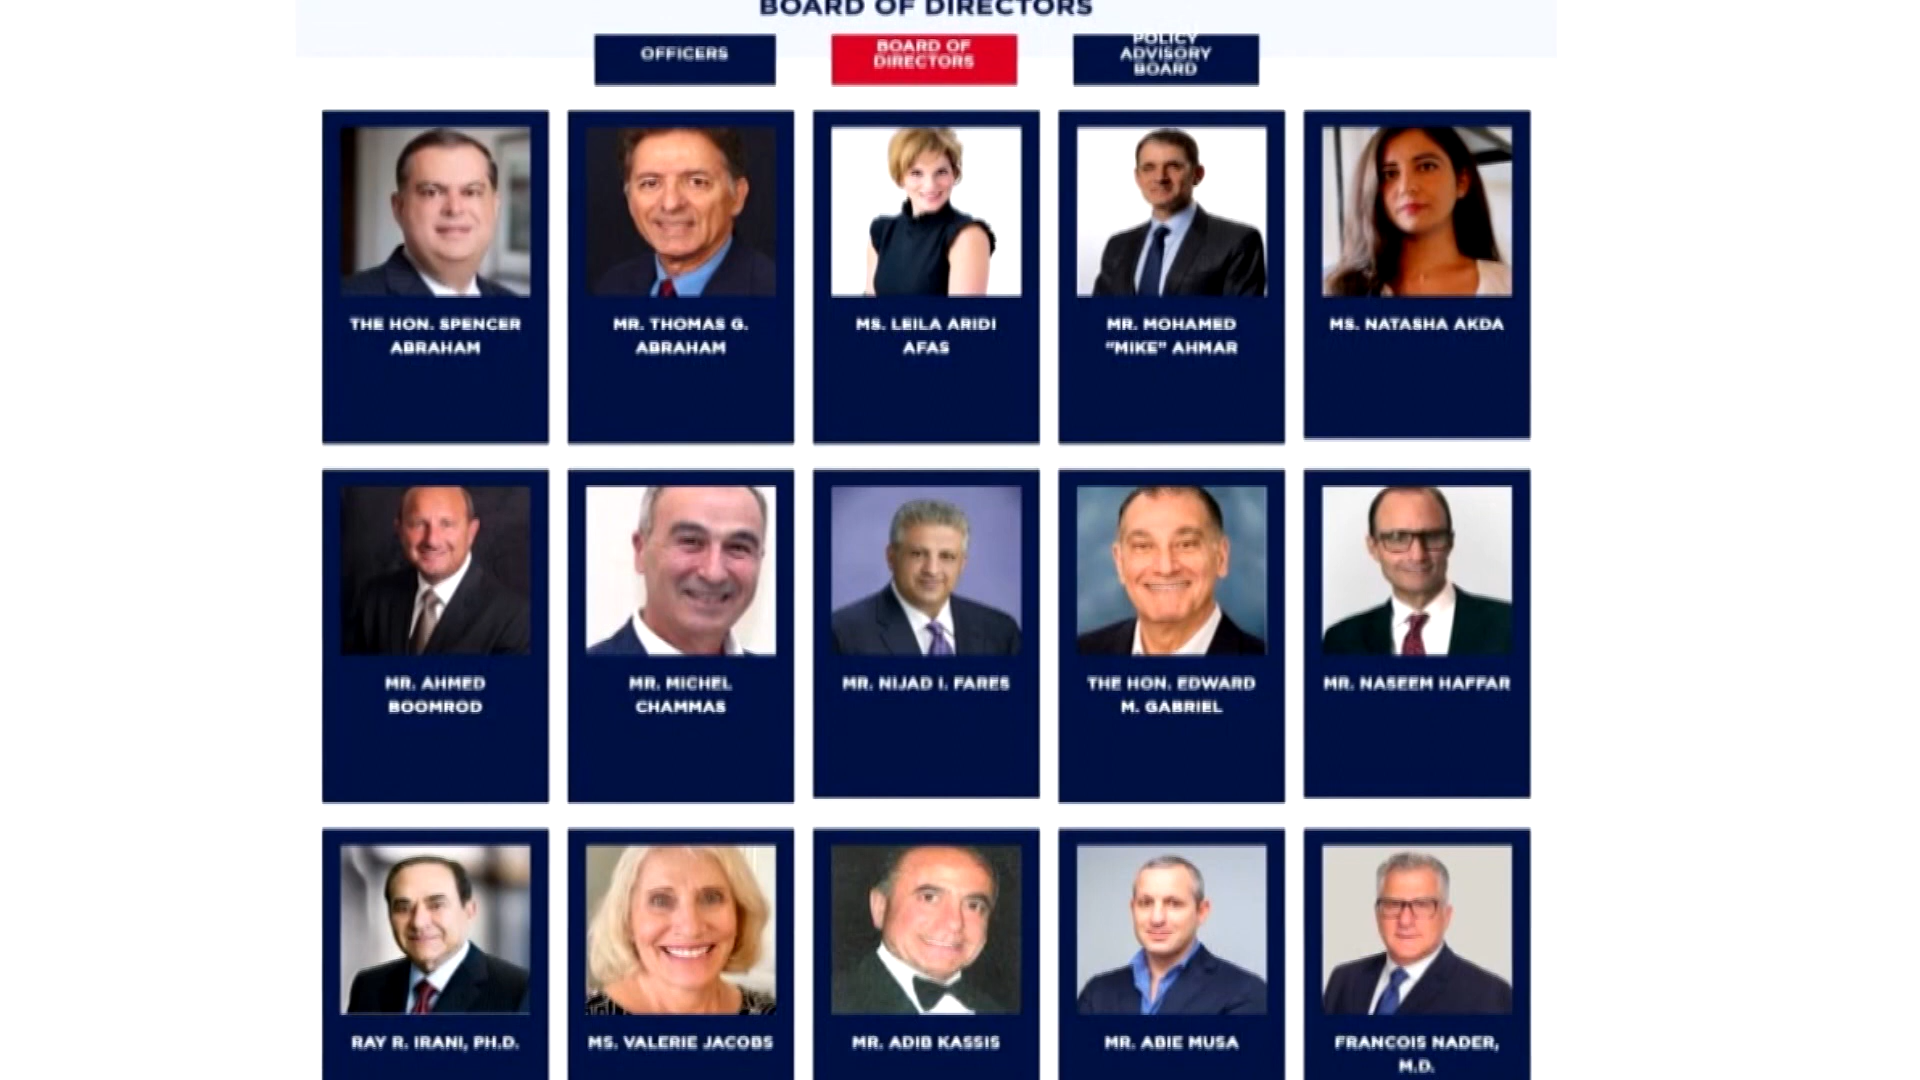 BOARD OF DIRECTORS
OFFICERS
BOARD OF
DIRECTORS
POLICY
ADVISORY
BOARD
THE HON. SPENCER
ABRAHAM
MR. THOMAS G.
ABRAHAM
MS. LEILA ARIDI
AFAS
MR. MOHAMED
“MIKE” AHMAR
MS. NATASHA AKDA
MR. AHMED
BOOMROD
MR. MICHEL
CHAMMAS
MR. NIJAD I. FARES
THE HON. EDWARD
M. GABRIEL
MR. NASEEM HAFFAR
RAY R. IRANI, PH.D.
MS. VALERIE JACOBS
MR. ADIB KASSIS
MR. ABIE MUSA
FRANCOIS NADER,
M.D.